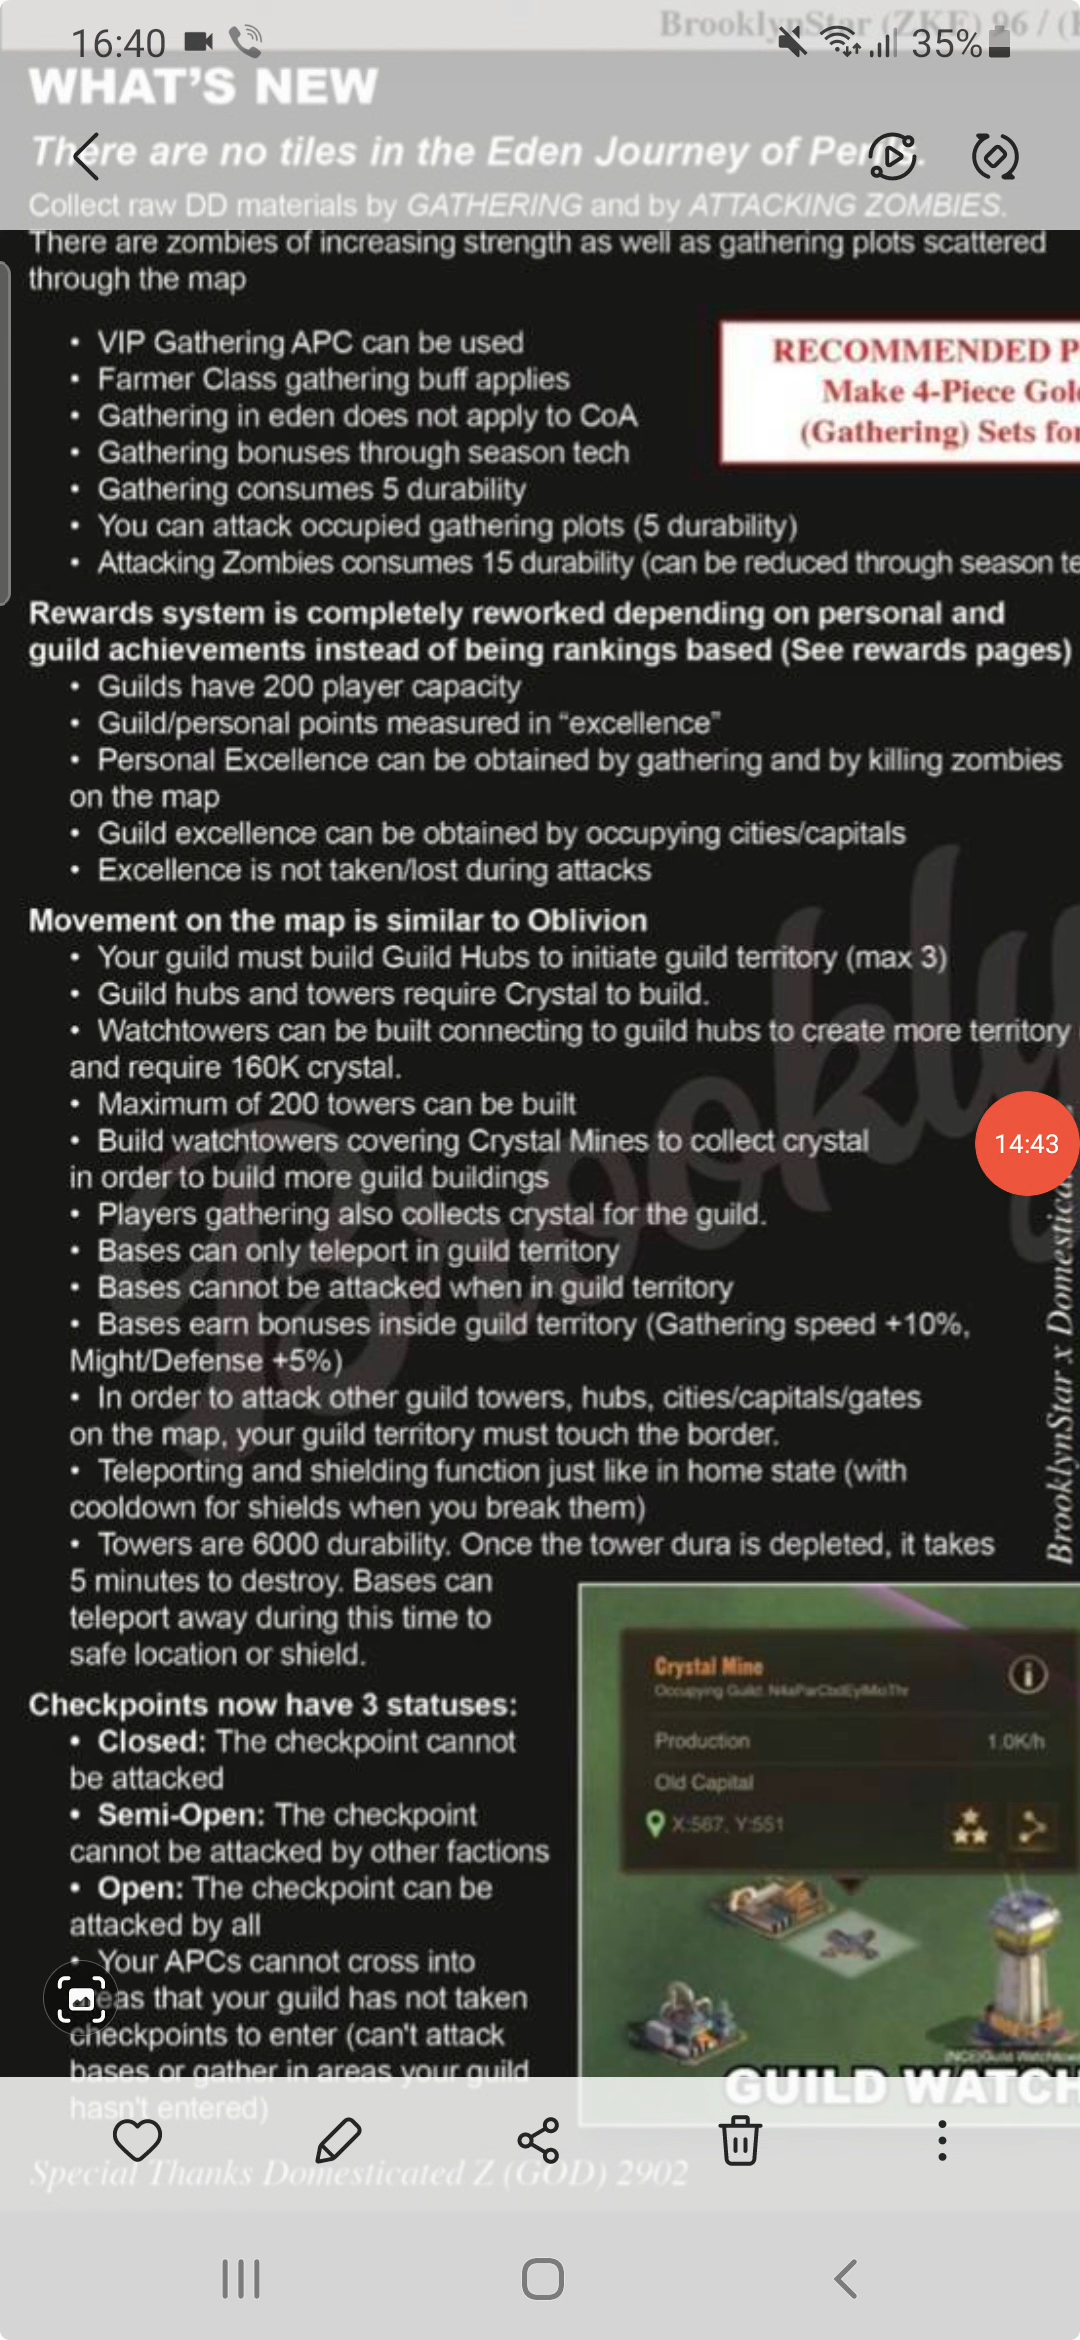 BrooklynStar (ZKF) 96 / (
16:40
35%
WHAT'S NEW
There are no tiles in the Eden Journey of
Collect raw DD materials by GATHERING and by ATTACKING ZOMBIES.
There are zombies of increasing strength as well as gathering plots scattered
through the map
• VIP Gathering APC can be used
• Farmer Class gathering buff applies
• Gathering in eden does not apply to CoA
• Gathering bonuses through season tech
• Gathering consumes 5 durability
• You can attack occupied gathering plots (5 durability)
• Attacking Zombies consumes 15 durability (can be reduced through season te
RECOMMENDED P
Make 4-Piece Gol
(Gathering) Sets for
Rewards system is completely reworked depending on personal and
guild achievements instead of being rankings based (See rewards pages)
• Guilds have 200 player capacity
• Guild/personal points measured in “excellence”
• Personal Excellence can be obtained by gathering and by killing zombies
on the map
• Guild excellence can be obtained by occupying cities/capitals
• Excellence is not taken/lost during attacks
Movement on the map is similar to Oblivion
• Your guild must build Guild Hubs to initiate guild territory (max 3)
• Guild hubs and towers require Crystal to build.
• Watchtowers can be built connecting to guild hubs to create more territory
and require 160K crystal.
• Maximum of 200 towers can be built
• Build watchtowers covering Crystal Mines to collect crystal
in order to build more guild buildings
• Players gathering also collects crystal for the guild.
• Bases can only teleport in guild territory
• Bases cannot be attacked when in guild territory
• Bases earn bonuses inside guild territory (Gathering speed +10%,
Might/Defense +5%)
• In order to attack other guild towers, hubs, cities/capitals/gates
on the map, your guild territory must touch the border.
• Teleporting and shielding function just like in home state (with
cooldown for shields when you break them)
• Towers are 6000 durability. Once the tower dura is depleted, it takes
5 minutes to destroy. Bases can
teleport away during this time to
safe location or shield.
14:43
BrooklynStar x Domestica
Brookly
Checkpoints now have 3 statuses:
• Closed: The checkpoint cannot
be attacked
• Semi-Open: The checkpoint
cannot be attacked by other factions
• Open: The checkpoint can be
attacked by all
• Your APCs cannot cross into
eas that your guild has not taken
checkpoints to enter (can't attack
bases or gather in areas your guild
hasn't entered)
Crystal Mine
Occupying Guild:
Production 1.0K/h
Old Capital
X:567, Y:551
GUILD WATCH
Special Thanks Domesticated Z (GOD) 2902